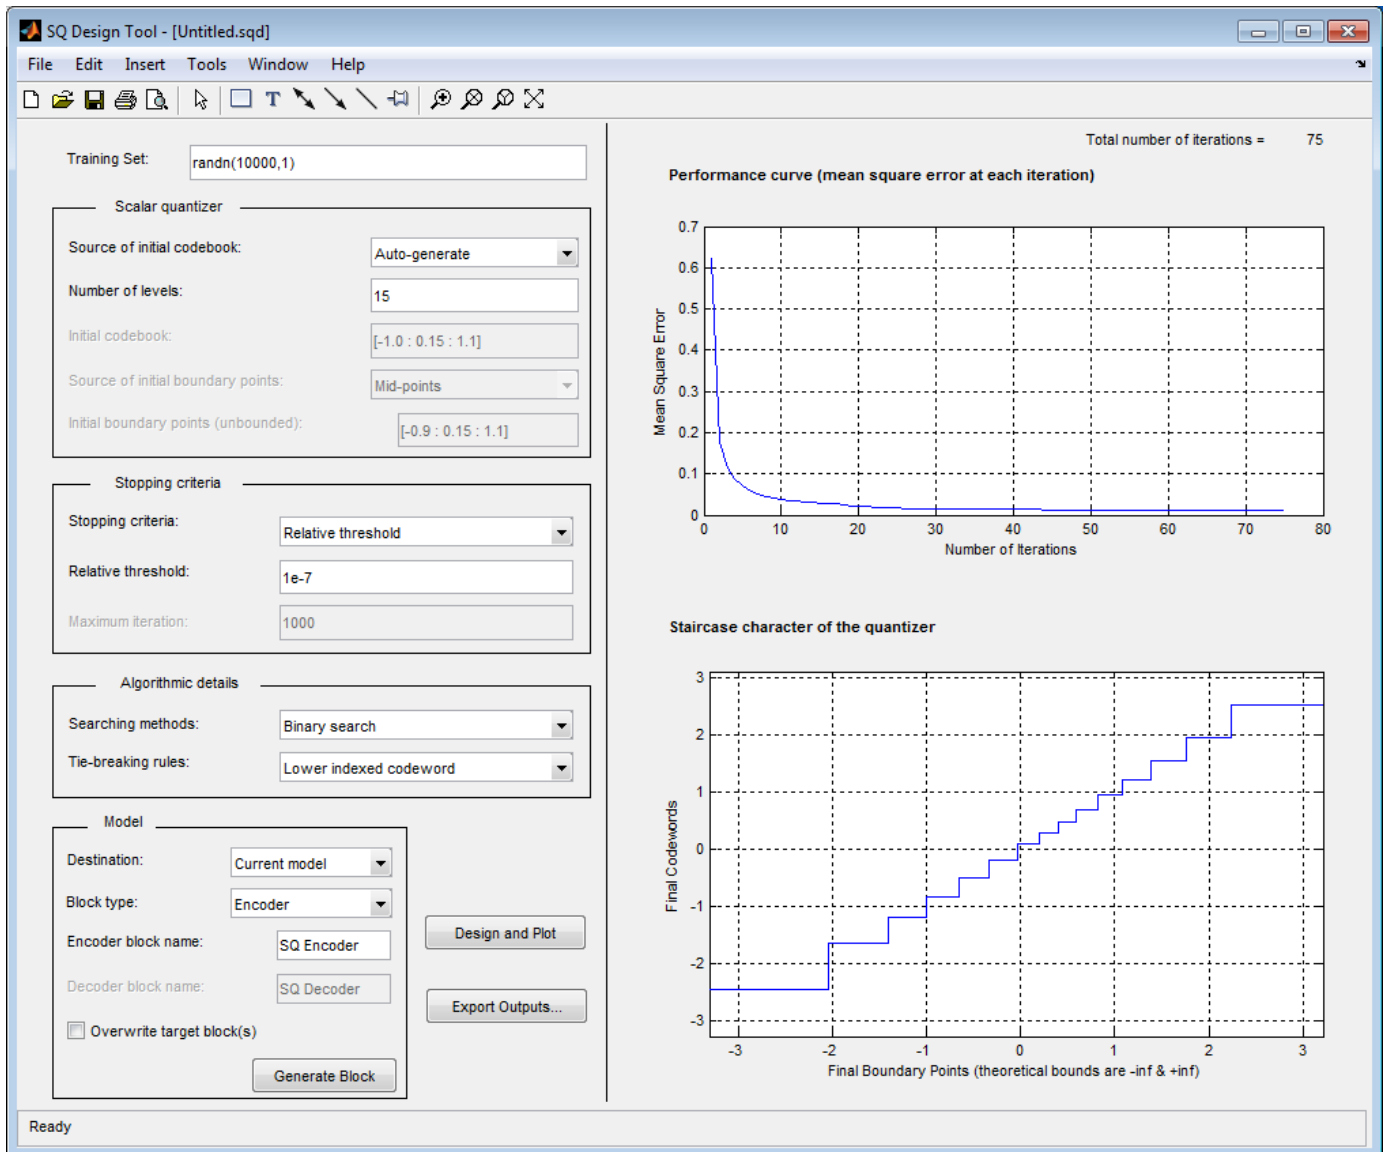 SQ Design Tool - [Untitled.sqd]
File Edit Insert Tools Window Help
T
Training Set: randn(10000,1)
Scalar quantizer
Source of initial codebook: Auto-generate
Number of levels: 15
Initial codebook: [-1.0 : 0.15 : 1.1]
Source of initial boundary points: Mid-points
Initial boundary points (unbounded): [-0.9 : 0.15 : 1.1]
Stopping criteria
Stopping criteria: Relative threshold
Relative threshold: 1e-7
Maximum iteration: 1000
Algorithmic details
Searching methods: Binary search
Tie-breaking rules: Lower indexed codeword
Model
Destination: Current model
Block type: Encoder
Encoder block name: SQ Encoder
Decoder block name: SQ Decoder
Overwrite target block(s)
Generate Block
Design and Plot
Export Outputs...
Total number of iterations = 75
Performance curve (mean square error at each iteration)
Mean Square Error
0.7
0.6
0.5
0.4
0.3
0.2
0.1
0
0 10 20 30 40 50 60 70 80
Number of Iterations
Staircase character of the quantizer
Final Codewords
3
2
1
0
-1
-2
-3
-3 -2 -1 0 1 2 3
Final Boundary Points (theoretical bounds are -inf & +inf)
Ready